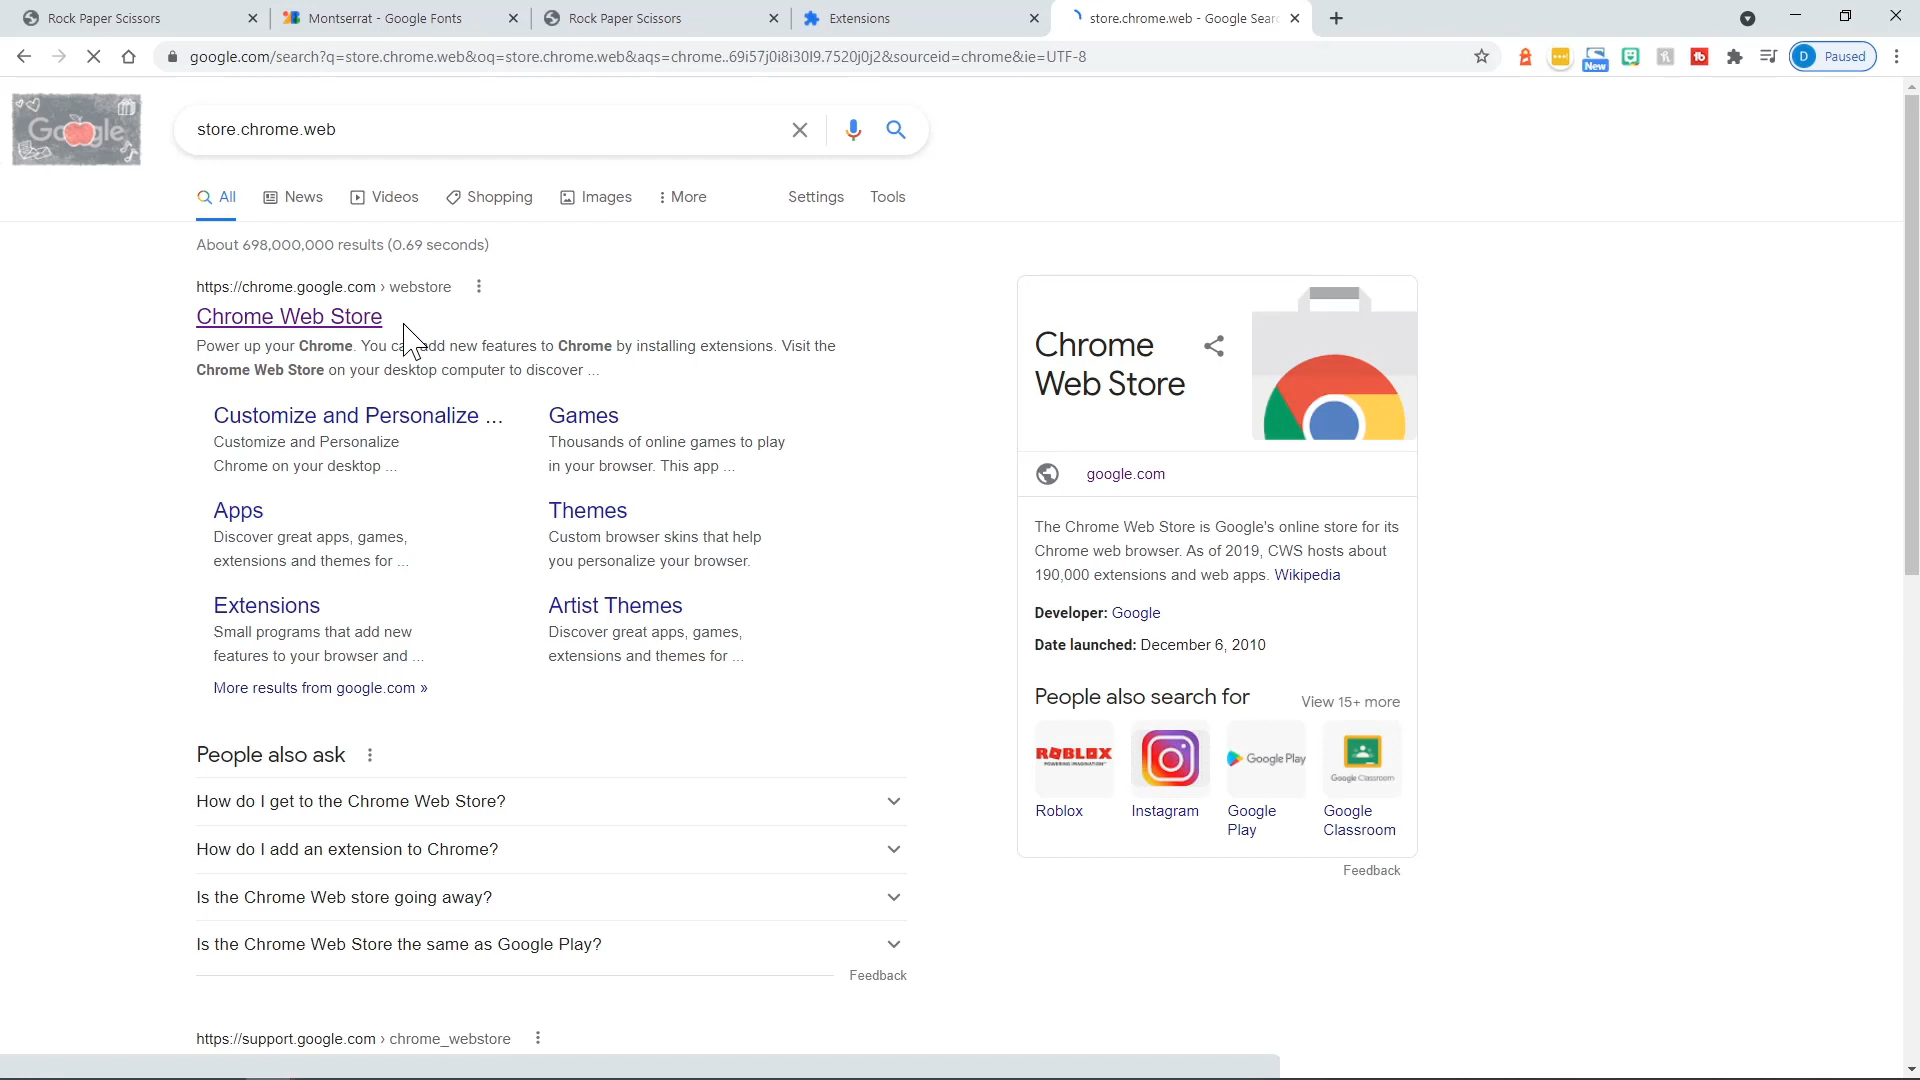 Rock Paper Scissors
Montserrat - Google Fonts
Rock Paper Scissors
Extensions
store.chrome.web - Google Sear
google.com/search?q=store.chrome.web&oq=store.chrome.web&aqs=chrome..69i57j0i8i30l9.7520j0j2&sourceid=chrome&ie=UTF-8
New
D Paused
Google
store.chrome.web
All News Videos Shopping Images More Settings Tools
About 698,000,000 results (0.69 seconds)
https://chrome.google.com › webstore
Chrome Web Store
Power up your Chrome. You can add new features to Chrome by installing extensions. Visit the
Chrome Web Store on your desktop computer to discover ...
Customize and Personalize ...
Customize and Personalize
Chrome on your desktop ...
Games
Thousands of online games to play
in your browser. This app ...
Apps
Discover great apps, games,
extensions and themes for ...
Themes
Custom browser skins that help
you personalize your browser.
Extensions
Small programs that add new
features to your browser and ...
Artist Themes
Discover great apps, games,
extensions and themes for ...
More results from google.com »
People also ask
How do I get to the Chrome Web Store?
How do I add an extension to Chrome?
Is the Chrome Web store going away?
Is the Chrome Web Store the same as Google Play?
Feedback
https://support.google.com › chrome_webstore
Chrome
Web Store
google.com
The Chrome Web Store is Google's online store for its
Chrome web browser. As of 2019, CWS hosts about
190,000 extensions and web apps. Wikipedia
Developer: Google
Date launched: December 6, 2010
People also search for
View 15+ more
ROBLOX
POWERING IMAGINATION
Google Play
Google Classroom
Roblox
Instagram
Google
Play
Google
Classroom
Feedback